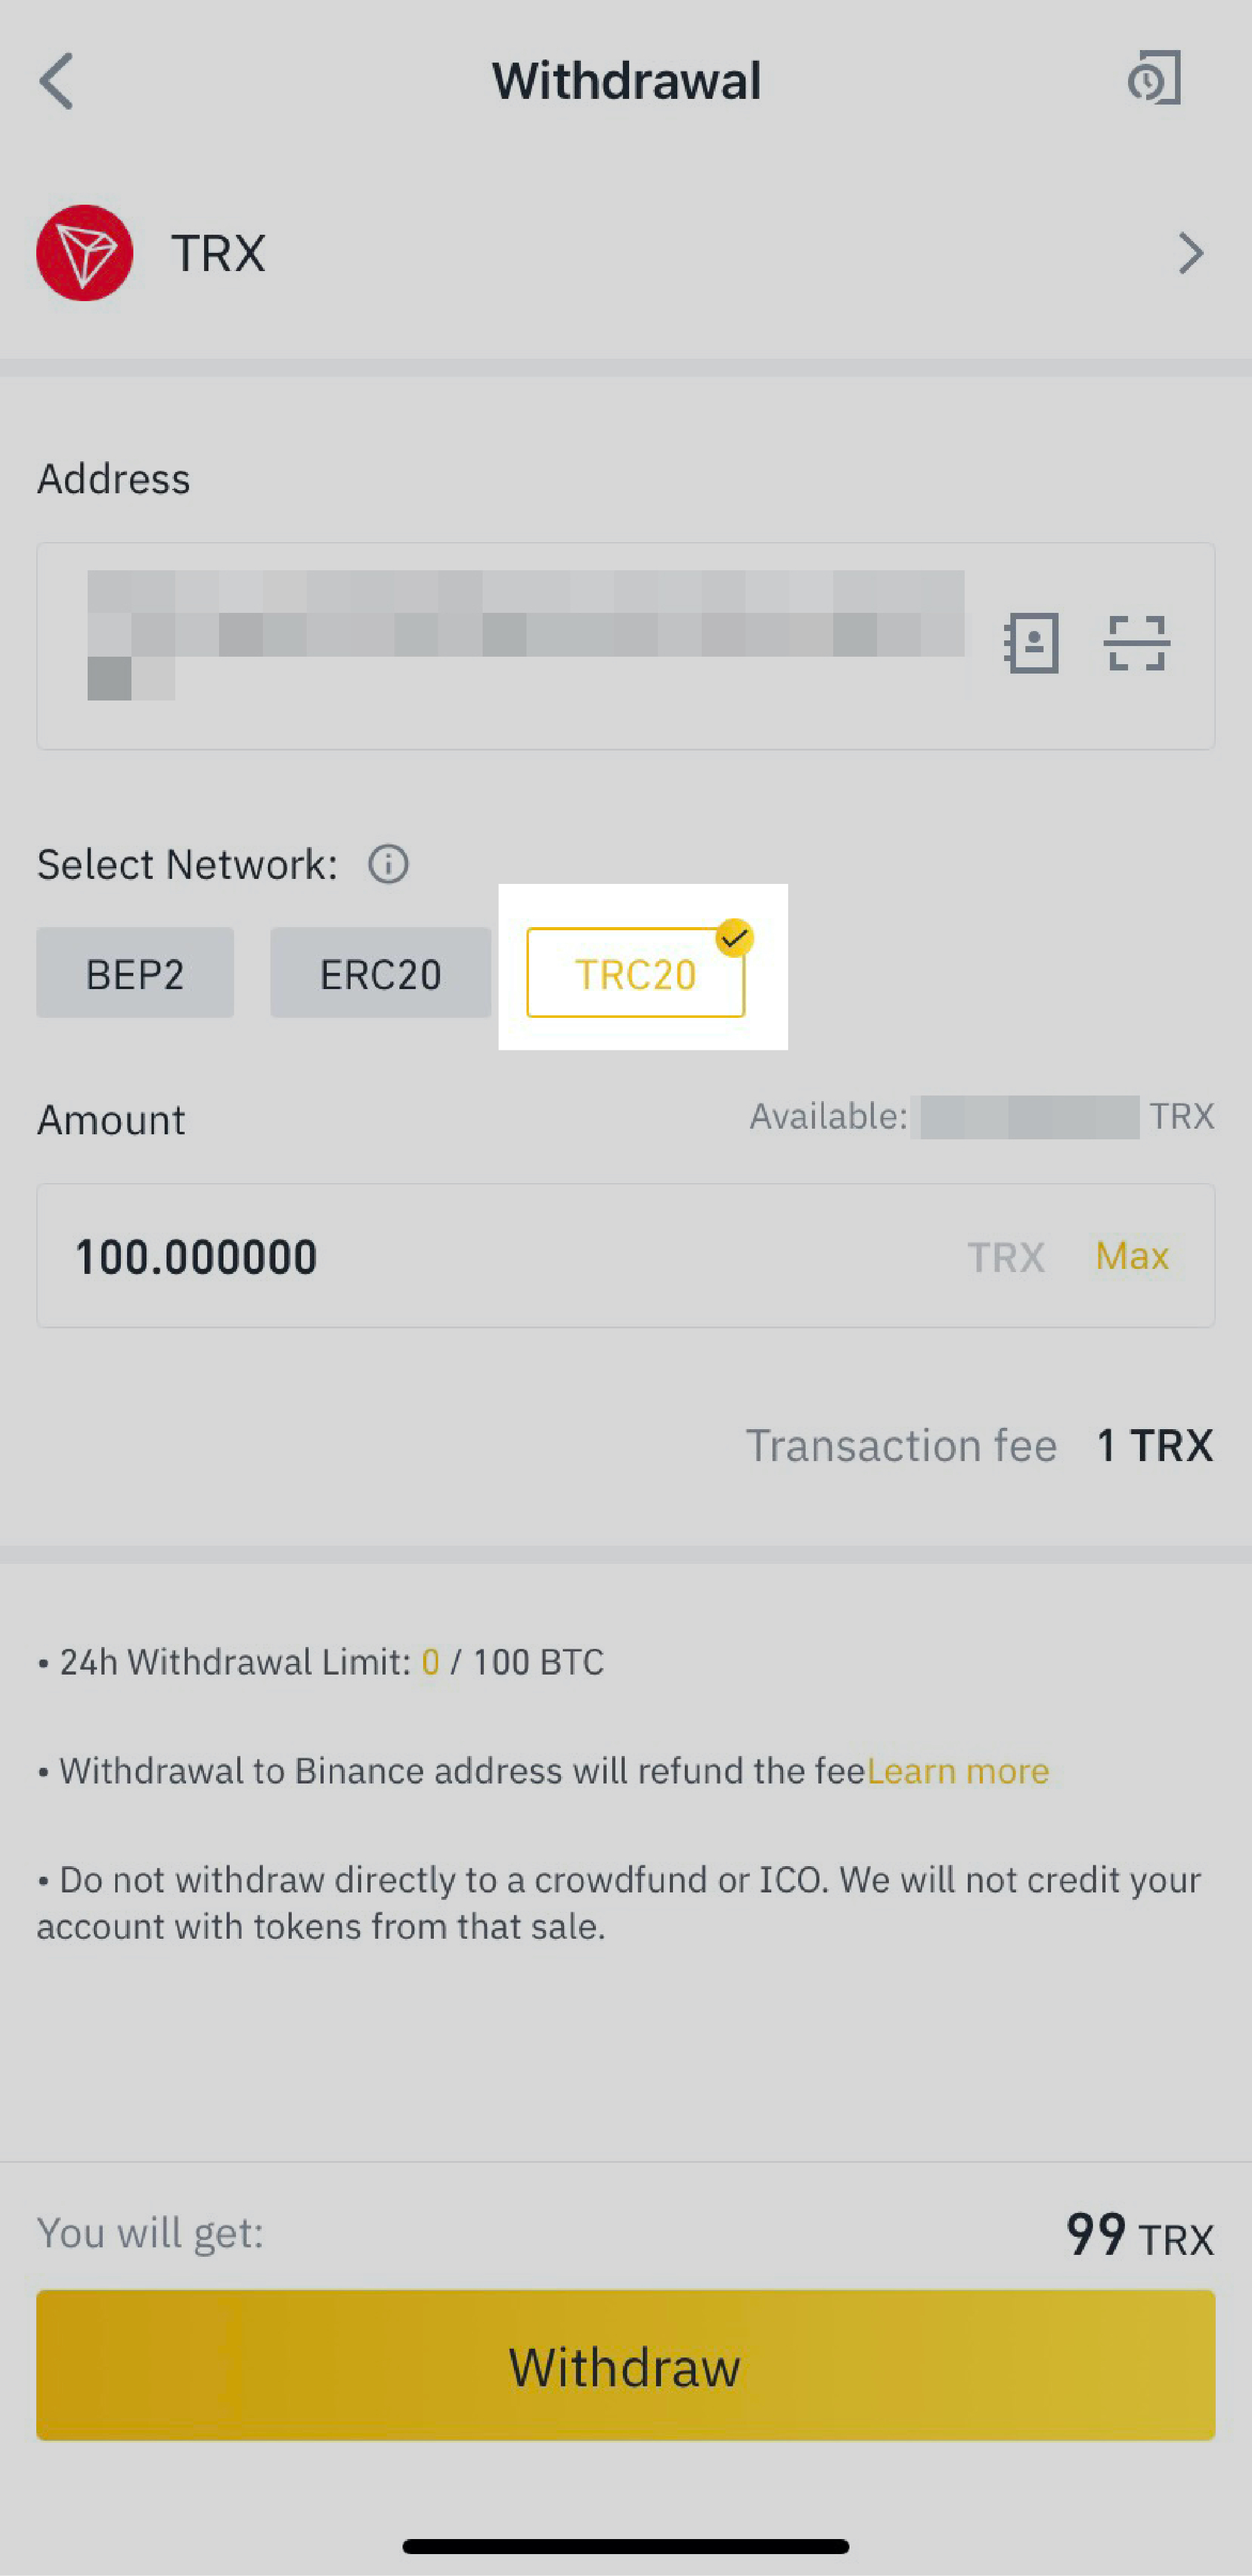 Withdrawal
TRX
Address
Select Network:
BEP2 ERC20 TRC20
Amount Available: TRX
100.000000 TRX Max
Transaction fee 1 TRX
• 24h Withdrawal Limit: 0 / 100 BTC
• Withdrawal to Binance address will refund the feeLearn more
• Do not withdraw directly to a crowdfund or ICO. We will not credit your
account with tokens from that sale.
You will get: 99 TRX
Withdraw